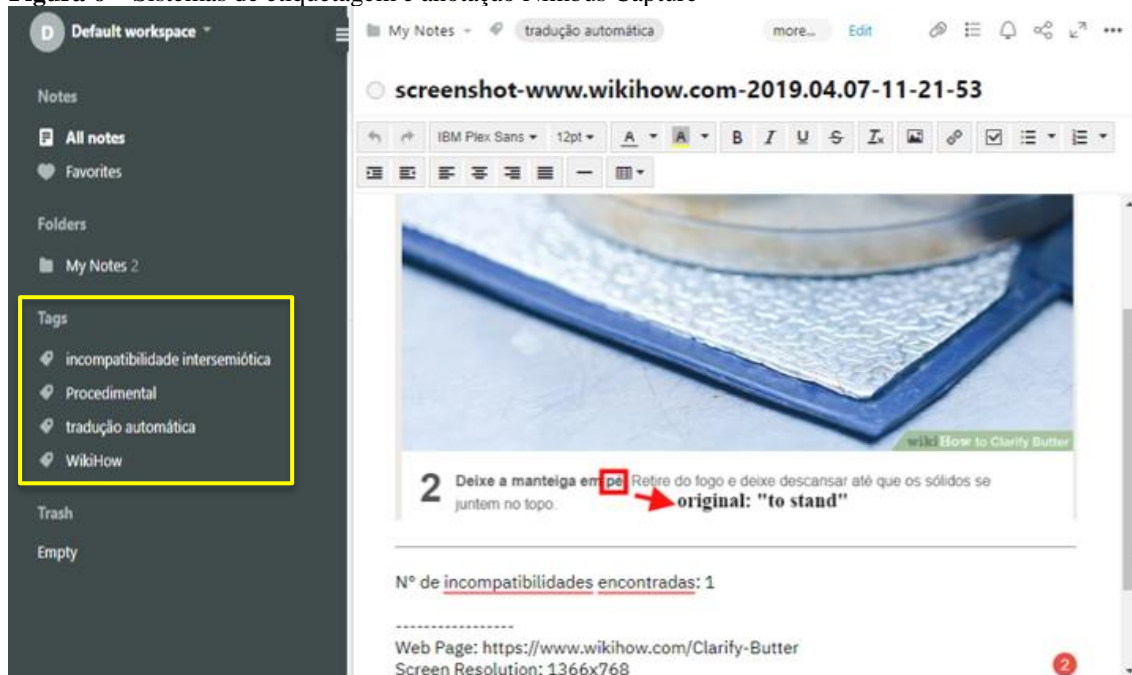 Figura 6 – Sistemas de etiquetagem e anotação Nimbus Capture
D Default workspace
My Notes
tradução automática
more...
Edit
Notes
screenshot-www.wikihow.com-2019.04.07-11-21-53
All notes
IBM Plex Sans 12pt A A B I U S Ix
Favorites
Folders
My Notes 2
Tags
incompatibilidade intersemiótica
Procedimental
tradução automática
WikiHow
wikiHow to Clarify Butter
2 Deixe a manteiga em pé. Retire do fogo e deixe descansar até que os sólidos se
juntem no topo.
original: "to stand"
Trash
Empty
N° de incompatibilidades encontradas: 1
-----------------
Web Page: https://www.wikihow.com/Clarify-Butter
Screen Resolution: 1366x768
2